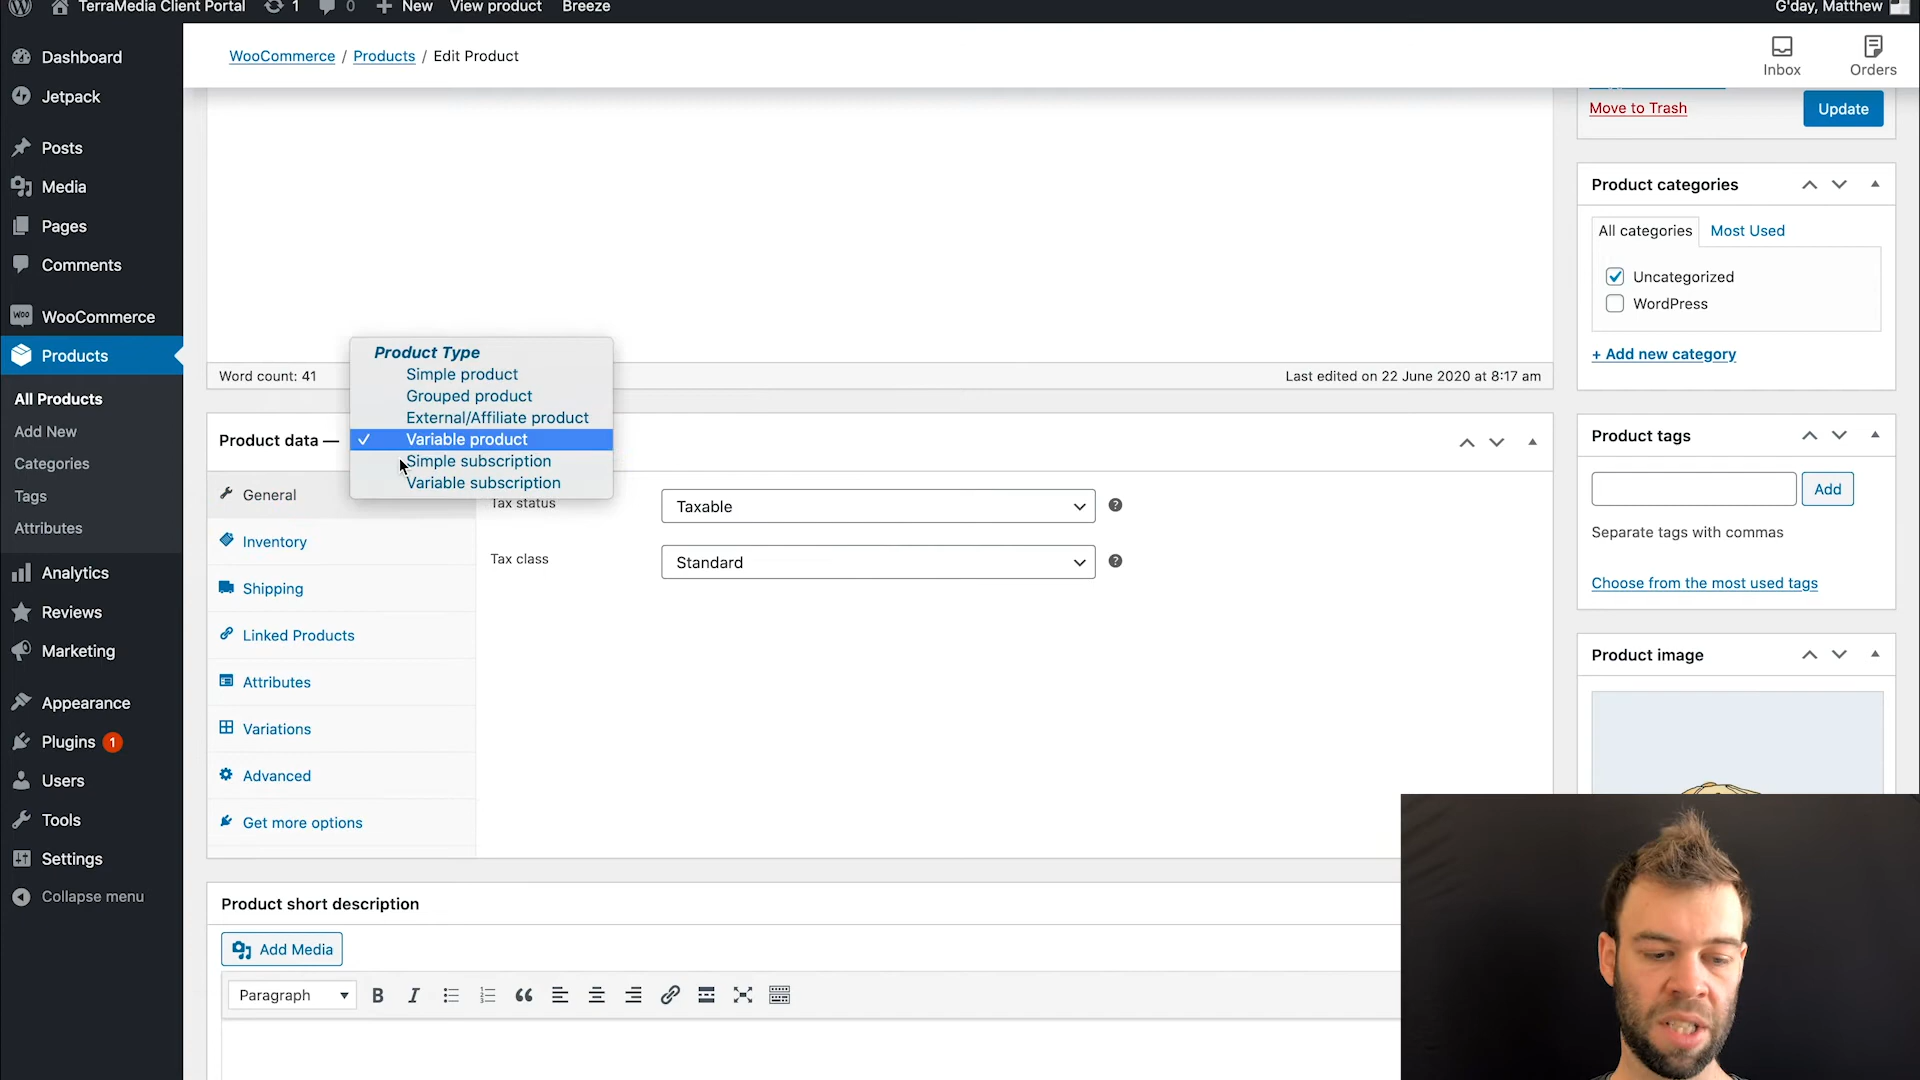 TerraMedia Client Portal
1
0
New
View product
Breeze
G'day, Matthew
Dashboard
Jetpack
Posts
Media
Pages
Comments
WooCommerce
Products
All Products
Add New
Categories
Tags
Attributes
Analytics
Reviews
Marketing
Appearance
Plugins 1
Users
Tools
Settings
Collapse menu
WooCommerce / Products / Edit Product
Inbox
Orders
Word count: 41
Last edited on 22 June 2020 at 8:17 am
Product data —
Product Type
Simple product
Grouped product
External/Affiliate product
✓ Variable product
Simple subscription
Variable subscription
General
Inventory
Shipping
Linked Products
Attributes
Variations
Advanced
Get more options
Tax status
Taxable
Tax class
Standard
Product short description
Add Media
Paragraph
B
I
Move to Trash
Update
Product categories
All categories
Most Used
Uncategorized
WordPress
+ Add new category
Product tags
Add
Separate tags with commas
Choose from the most used tags
Product image